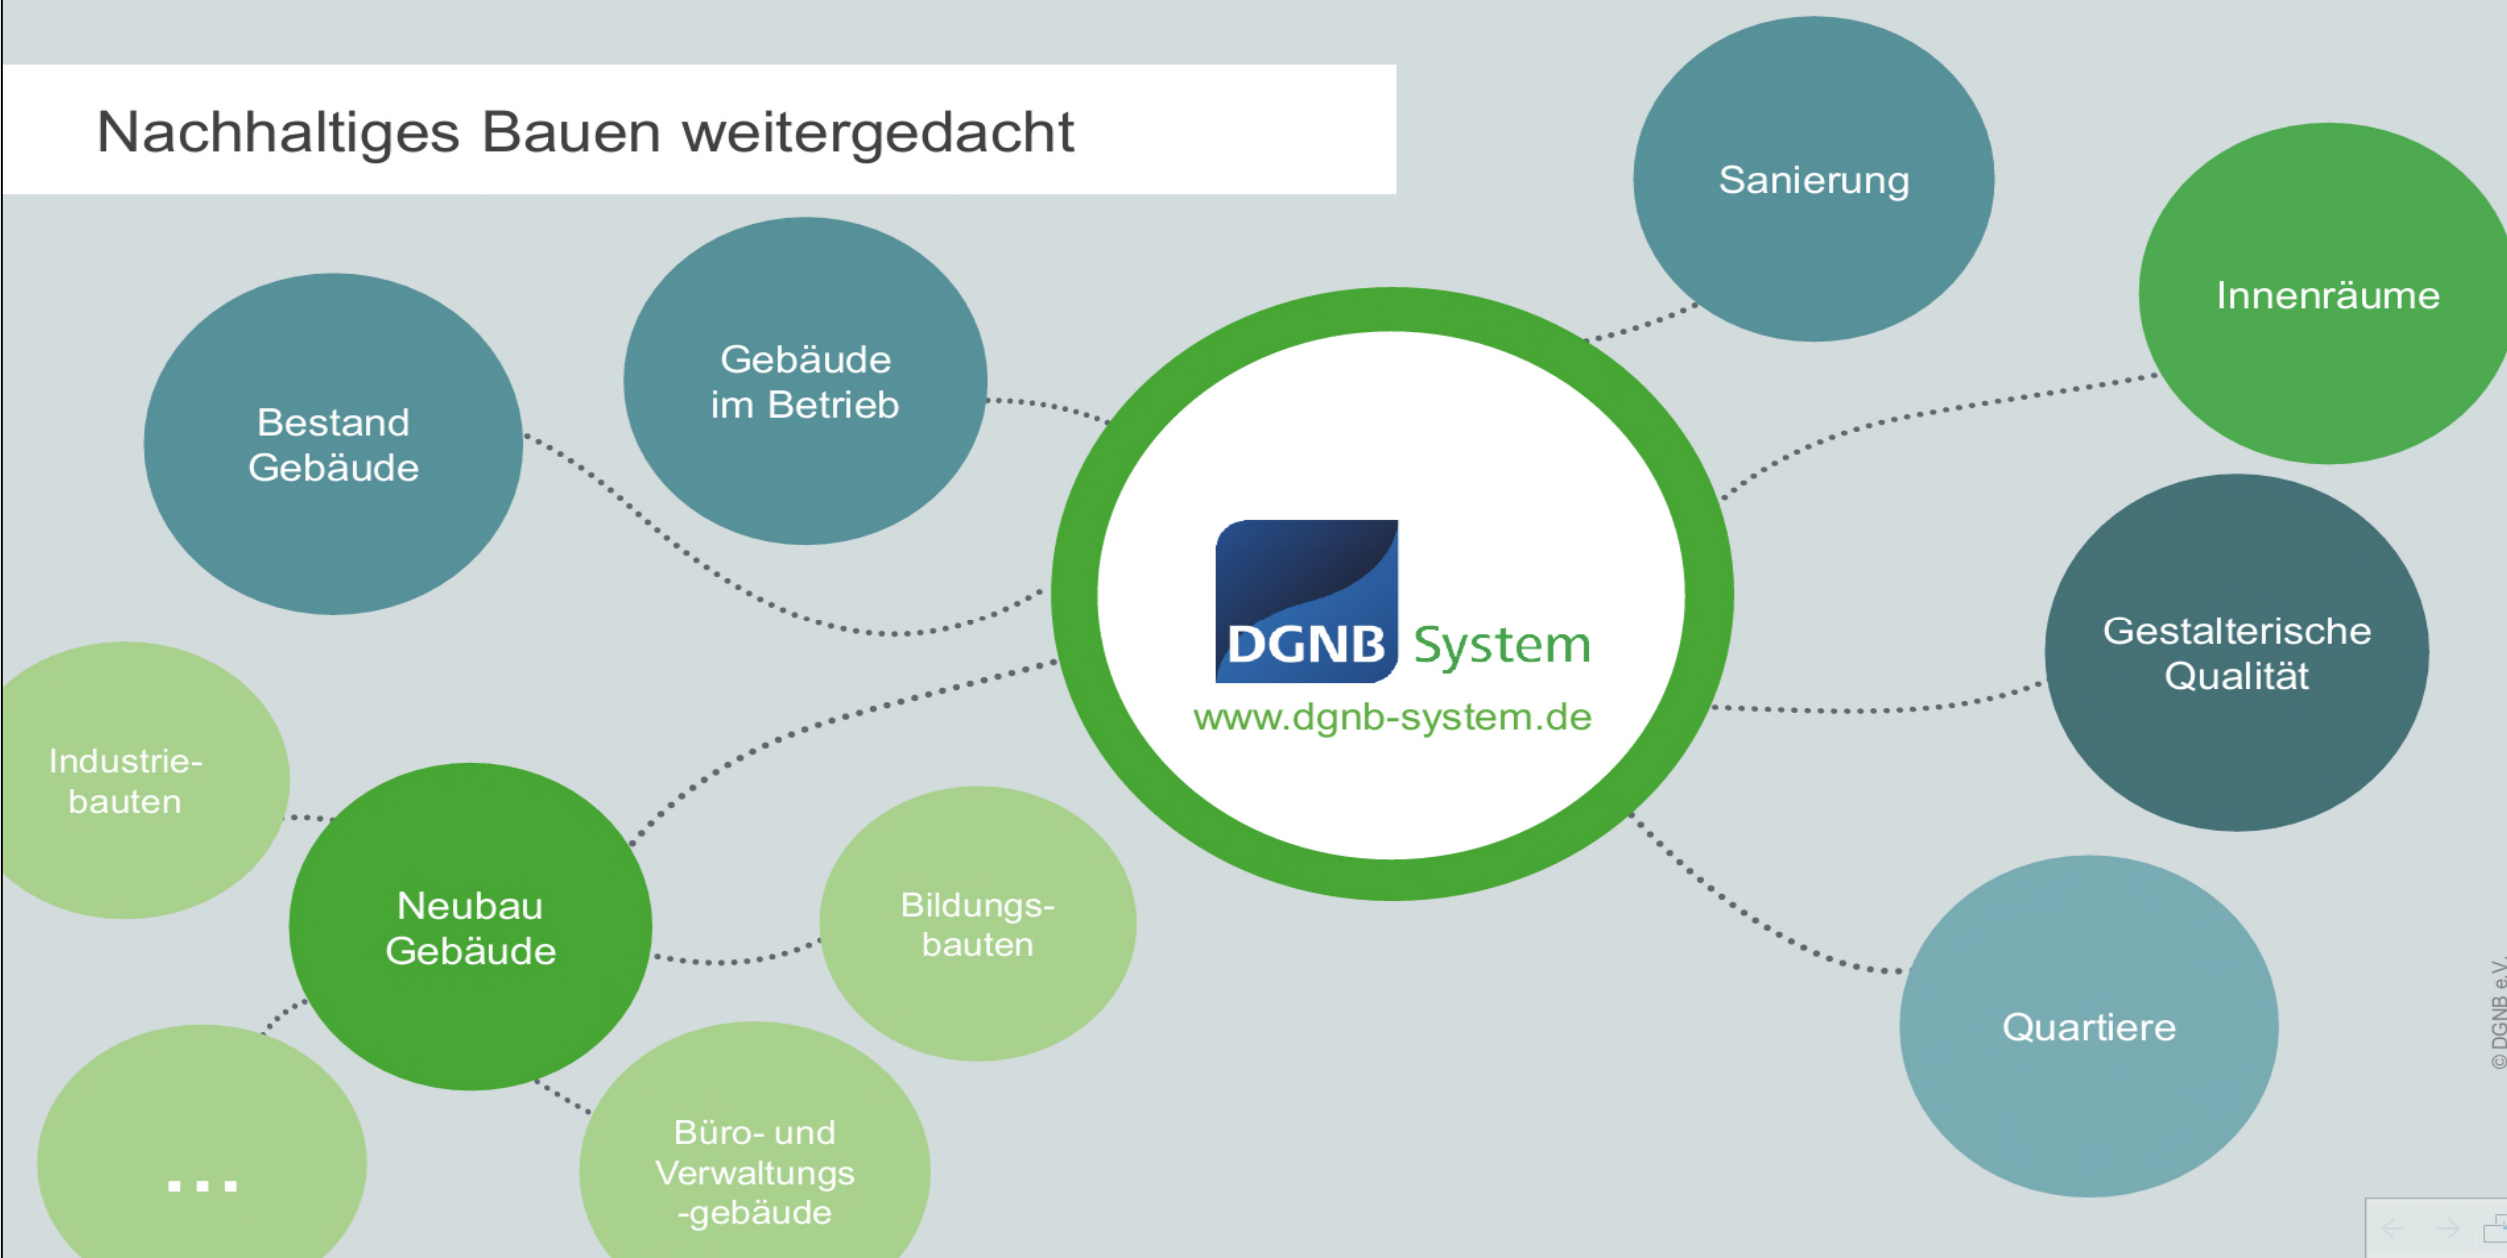 Nachhaltiges Bauen weitergedacht
Sanierung
Innenräume
Gebäude
im Betrieb
Bestand
Gebäude
DGNB System
www.dgnb-system.de
Gestalterische
Qualität
Industrie-
bauten
Neubau
Gebäude
Bildungs-
bauten
Quartiere
Büro- und
Verwaltungs
-gebäude
...
© DGNB e.V.